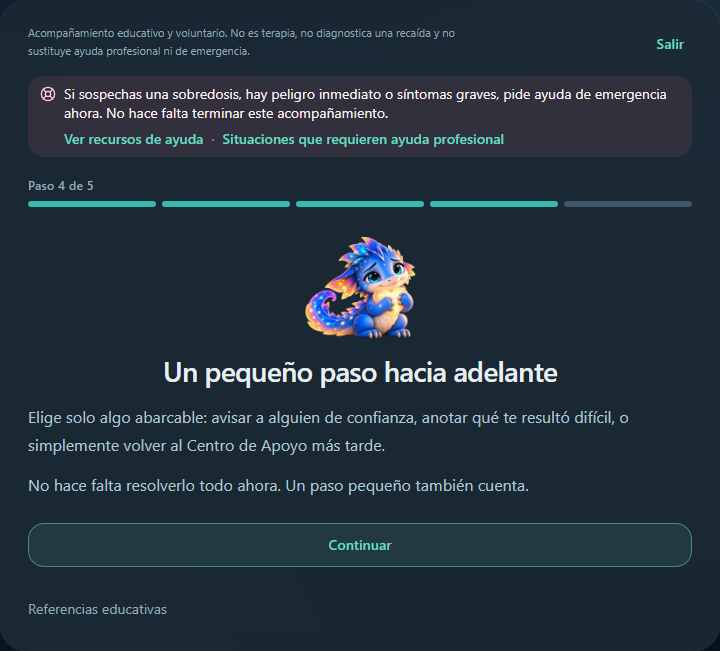 Acompañamiento educativo y voluntario. No es terapia, no diagnostica una recaída y no
sustituye ayuda profesional ni de emergencia.
Salir
Si sospechas una sobredosis, hay peligro inmediato o síntomas graves, pide ayuda de emergencia
ahora. No hace falta terminar este acompañamiento.
Ver recursos de ayuda · Situaciones que requieren ayuda profesional
Paso 4 de 5
Un pequeño paso hacia adelante
Elige solo algo abarcable: avisar a alguien de confianza, anotar qué te resultó difícil, o
simplemente volver al Centro de Apoyo más tarde.
No hace falta resolverlo todo ahora. Un paso pequeño también cuenta.
Continuar
Referencias educativas